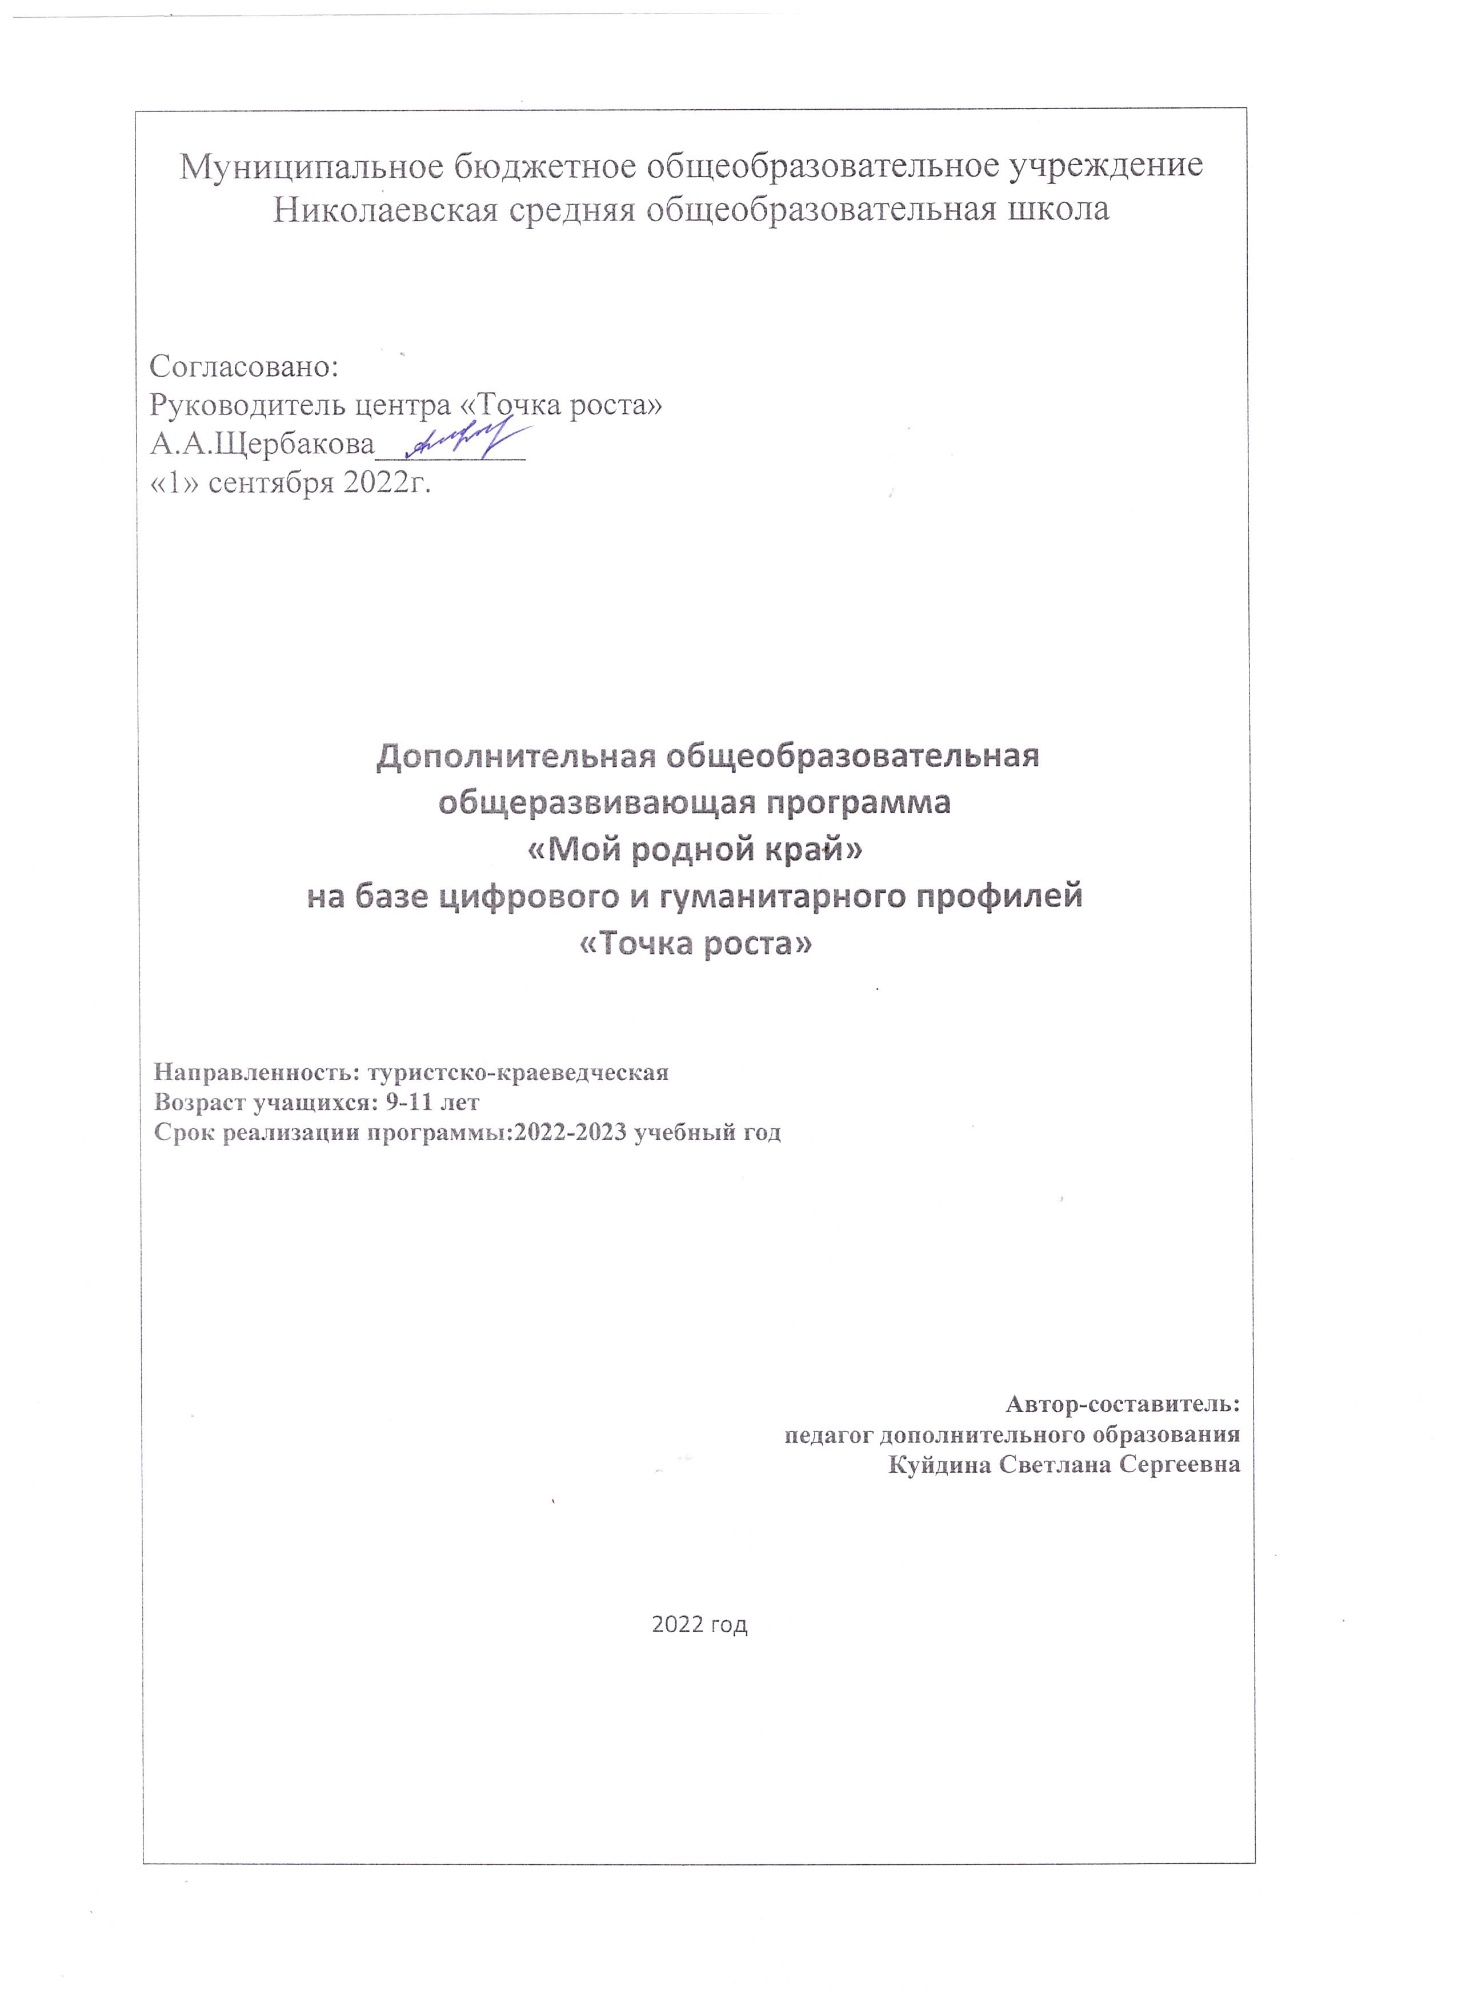 Муниципальное бюджетное общеобразовательное учреждение
Николаевская средняя общеобразовательная школа
Согласовано:
Руководитель центра «Точка роста»
А.А.Щербакова__________
«1» сентября 2022г.
Дополнительная общеобразовательная
общеразвивающая программа
«Мой родной край»
на базе цифрового и гуманитарного профилей
«Точка роста»
Направленность: туристско-краеведческая
Возраст учащихся: 9-11 лет
Срок реализации программы:2022-2023 учебный год
Автор-составитель:
педагог дополнительного образования
Куйдина Светлана Сергеевна
2022 год